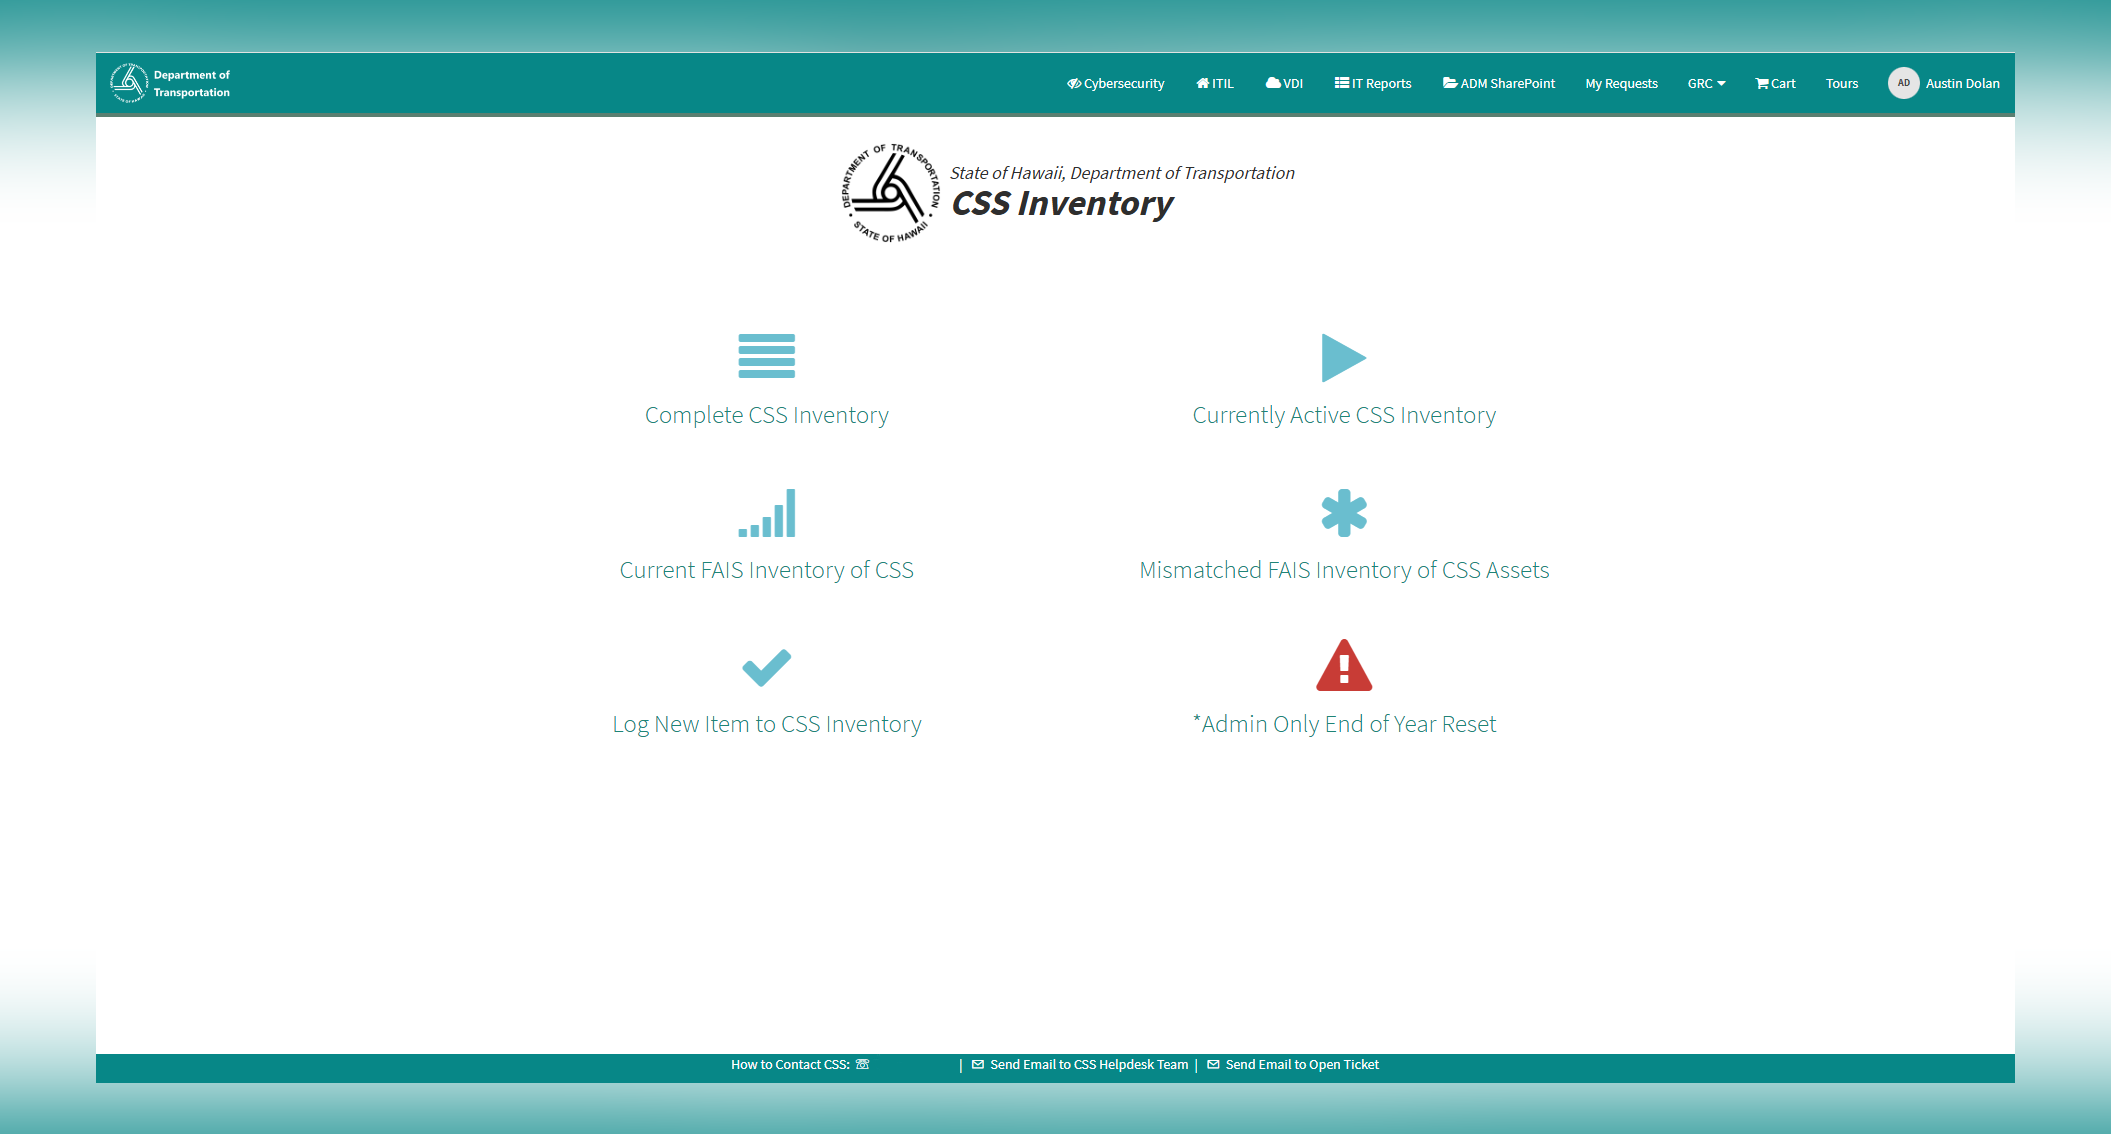 Department of
Transportation
Cybersecurity ITIL VDI IT Reports ADM SharePoint My Requests GRC Cart Tours AD Austin Dolan
DEPARTMENT OF TRANSPORTATION
STATE OF HAWAII
State of Hawaii, Department of Transportation
CSS Inventory
Complete CSS Inventory
Currently Active CSS Inventory
Current FAIS Inventory of CSS
Mismatched FAIS Inventory of CSS Assets
Log New Item to CSS Inventory
*Admin Only End of Year Reset
How to Contact CSS: | Send Email to CSS Helpdesk Team | Send Email to Open Ticket